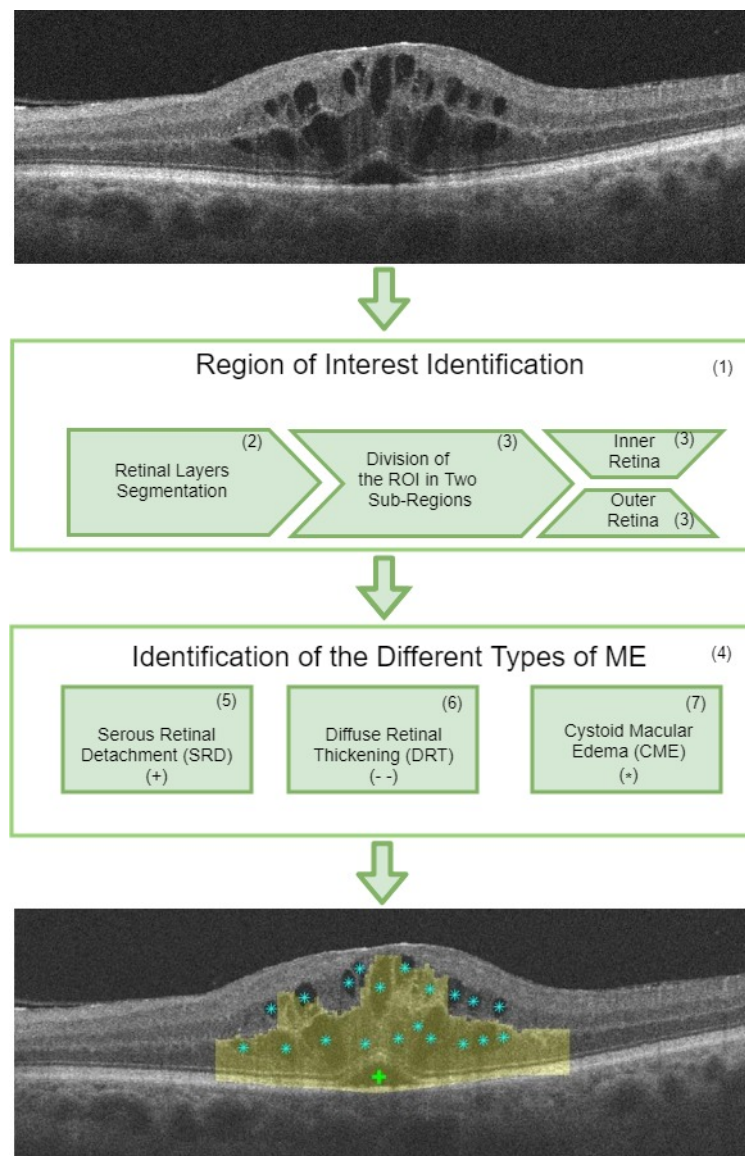 Region of Interest Identification (1)
(2)
Retinal Layers
Segmentation
(3)
Division of
the ROI in Two
Sub-Regions
Inner (3)
Retina
Outer
Retina (3)
Identification of the Different Types of ME (4)
(5)
Serous Retinal
Detachment (SRD)
(+)
(6)
Diffuse Retinal
Thickening (DRT)
(- -)
(7)
Cystoid Macular
Edema (CME)
(*)